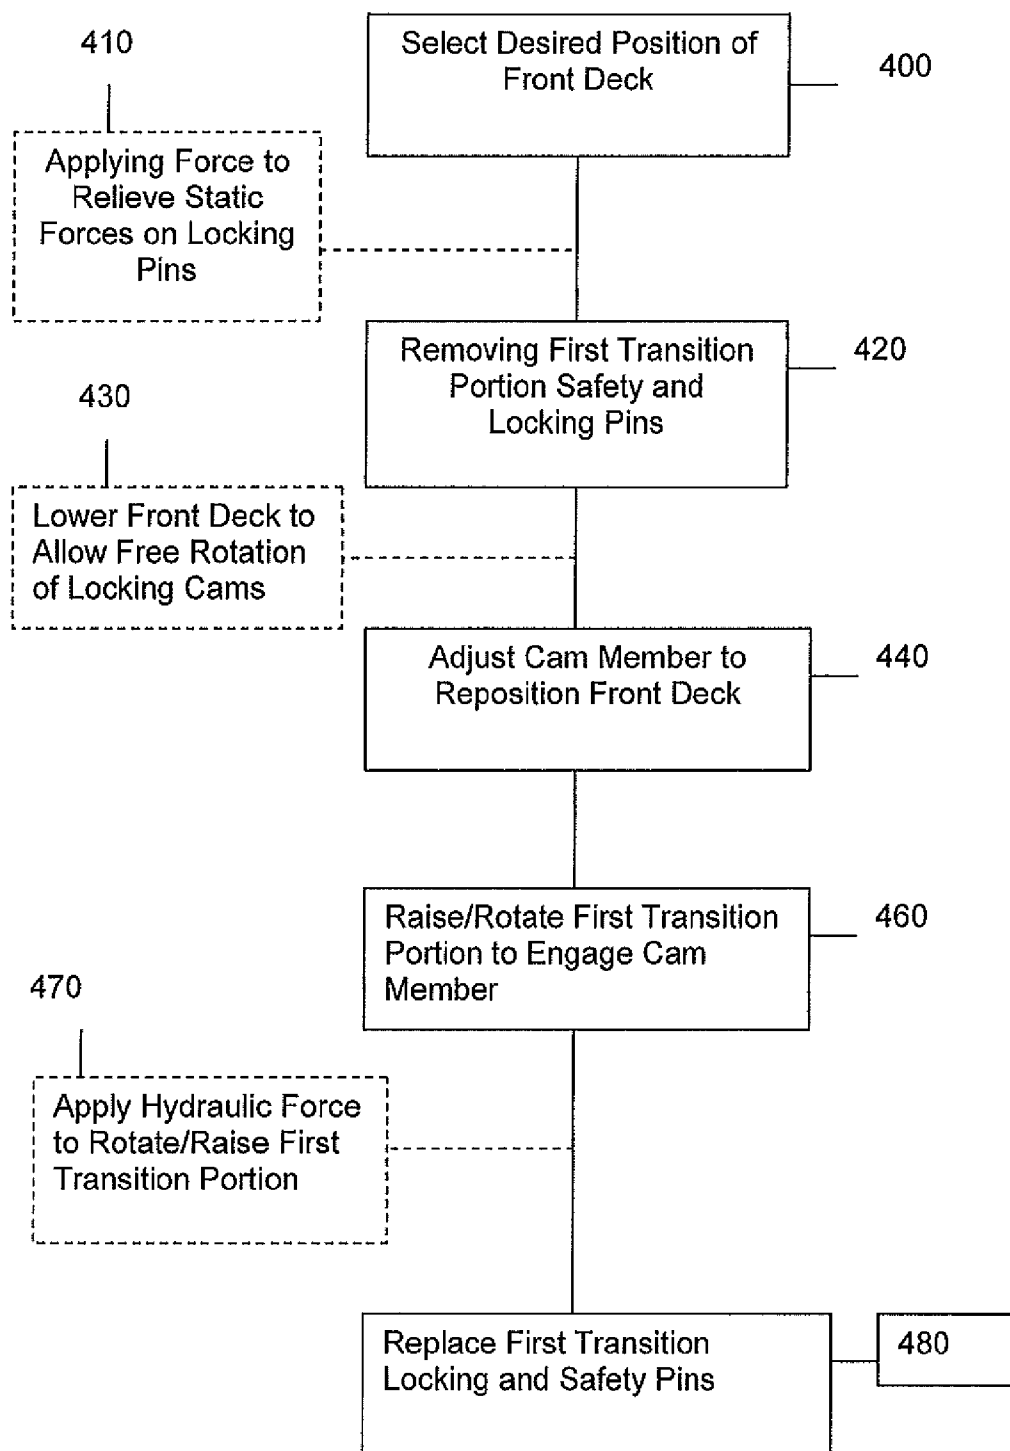 410
Select Desired Position of
Front Deck
400
Applying Force to
Relieve Static
Forces on Locking
Pins
Removing First Transition
Portion Safety and
Locking Pins
420
430
Lower Front Deck to
Allow Free Rotation
of Locking Cams
Adjust Cam Member to
Reposition Front Deck
440
Raise/Rotate First Transition
Portion to Engage Cam
Member
460
470
Apply Hydraulic Force
to Rotate/Raise First
Transition Portion
Replace First Transition
Locking and Safety Pins
480